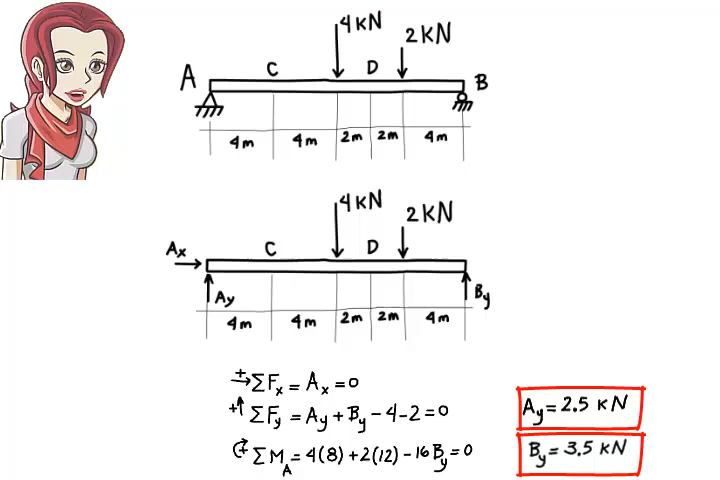 4kN
2kN
A C D B
4m 4m 2m 2m 4m
4kN
2kN
Ax C D
Ay By
4m 4m 2m 2m 4m
+→ ΣFx = Ax = 0
+↑ ΣFy = Ay + By - 4 - 2 = 0
Ay = 2.5 kN
↻+ ΣMA = 4(8) + 2(12) - 16By = 0
By = 3.5 kN